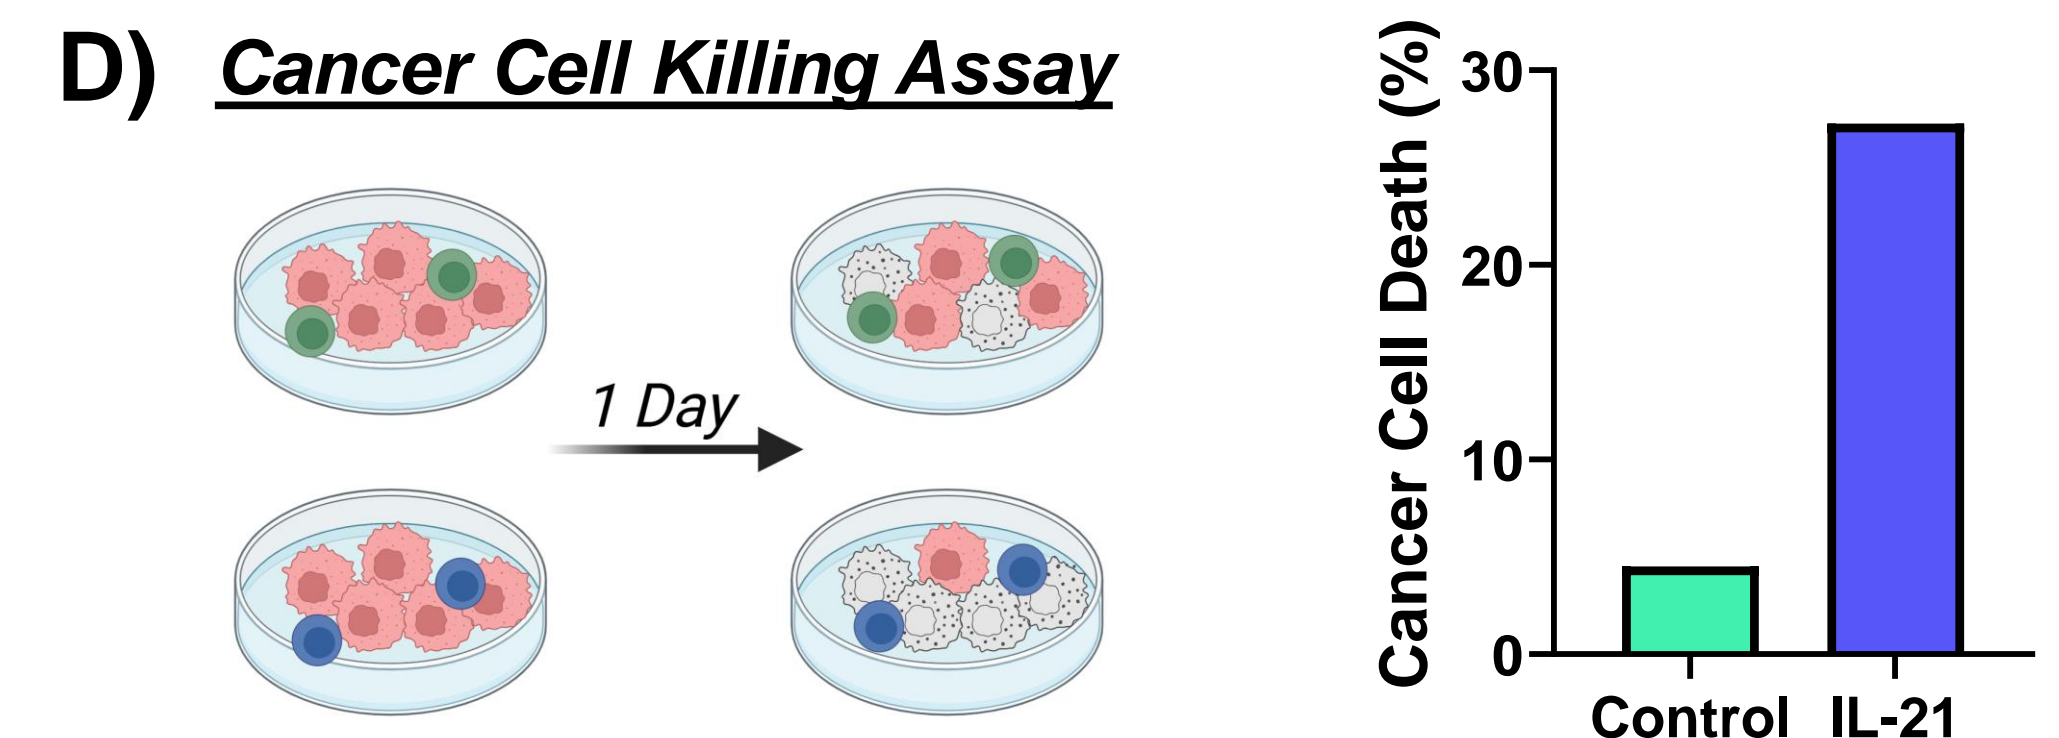 D) Cancer Cell Killing Assay
1 Day
Cancer Cell Death (%)
30
20
10
0
Control IL-21